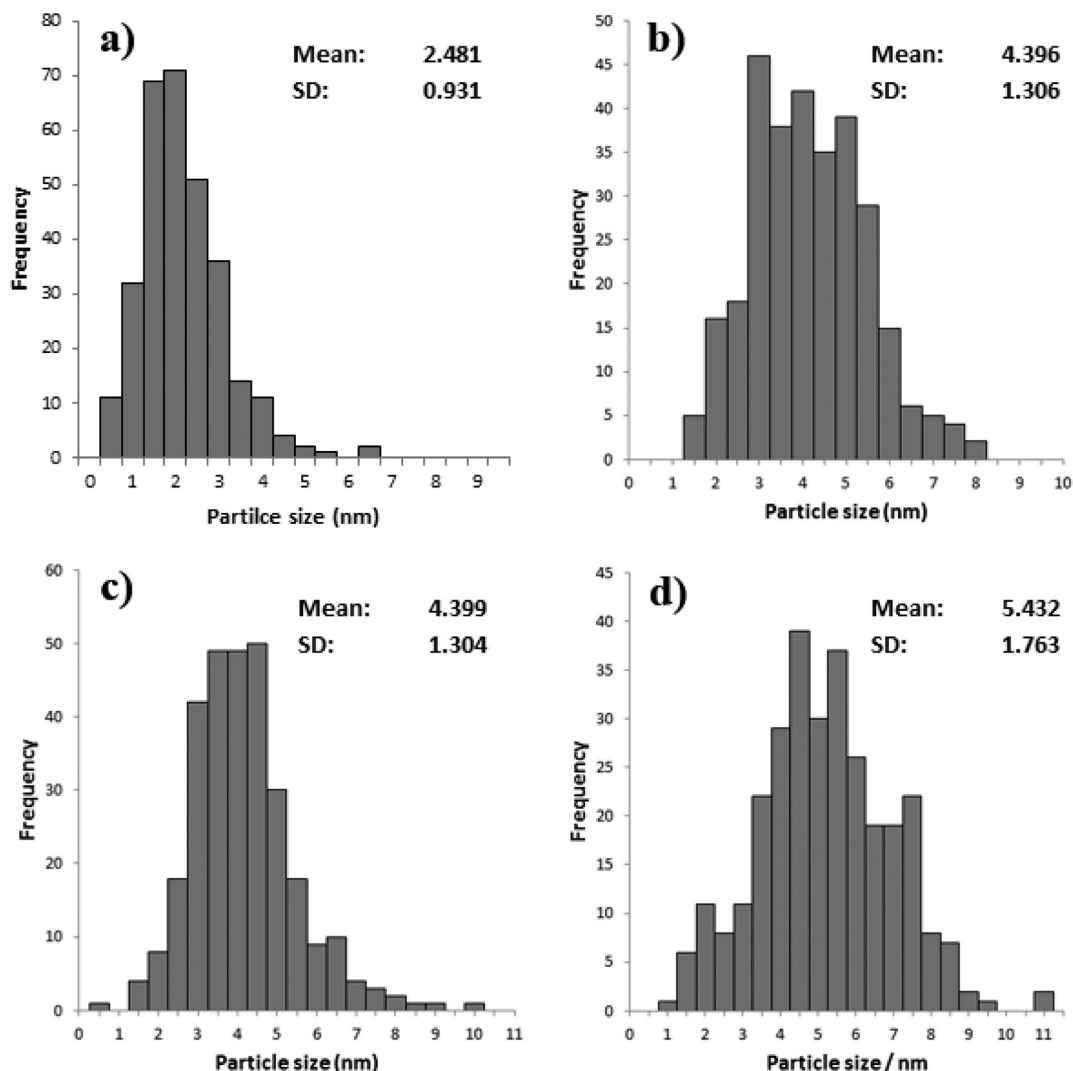 a)
Mean: 2.481
SD: 0.931
80
70
60
50
40
30
20
10
0
Frequency
0 1 2 3 4 5 6 7 8 9
Partilce size (nm)
b)
Mean: 4.396
SD: 1.306
50
45
40
35
30
25
20
15
10
5
0
Frequency
0 1 2 3 4 5 6 7 8 9 10
Particle size (nm)
c)
Mean: 4.399
SD: 1.304
60
50
40
30
20
10
0
Frequency
0 1 2 3 4 5 6 7 8 9 10 11
Particle size (nm)
d)
Mean: 5.432
SD: 1.763
45
40
35
30
25
20
15
10
5
0
Frequency
0 1 2 3 4 5 6 7 8 9 10 11
Particle size / nm